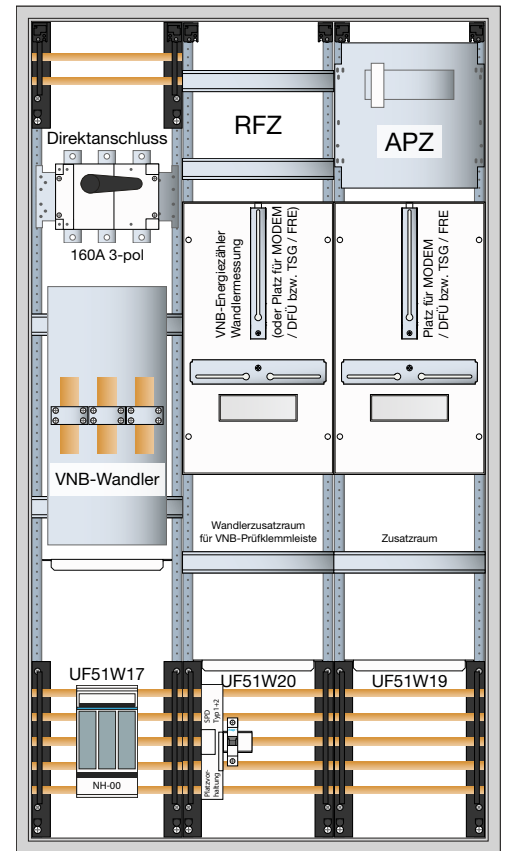 RFZ
APZ
Direktanschluss
160A 3-pol
VNB-Energiezähler
Wandlermessung
(oder Platz für MODEM
/ DFÜ bzw. TSG / FRE)
Platz für MODEM
/ DFÜ bzw. TSG / FRE
VNB-Wandler
Wandlerzusatzraum
für VNB-Prüfklemmleiste
Zusatzraum
UF51W17
UF51W20
UF51W19
SPD
Typ 1+2
Platzvor-
haltung
NH-00